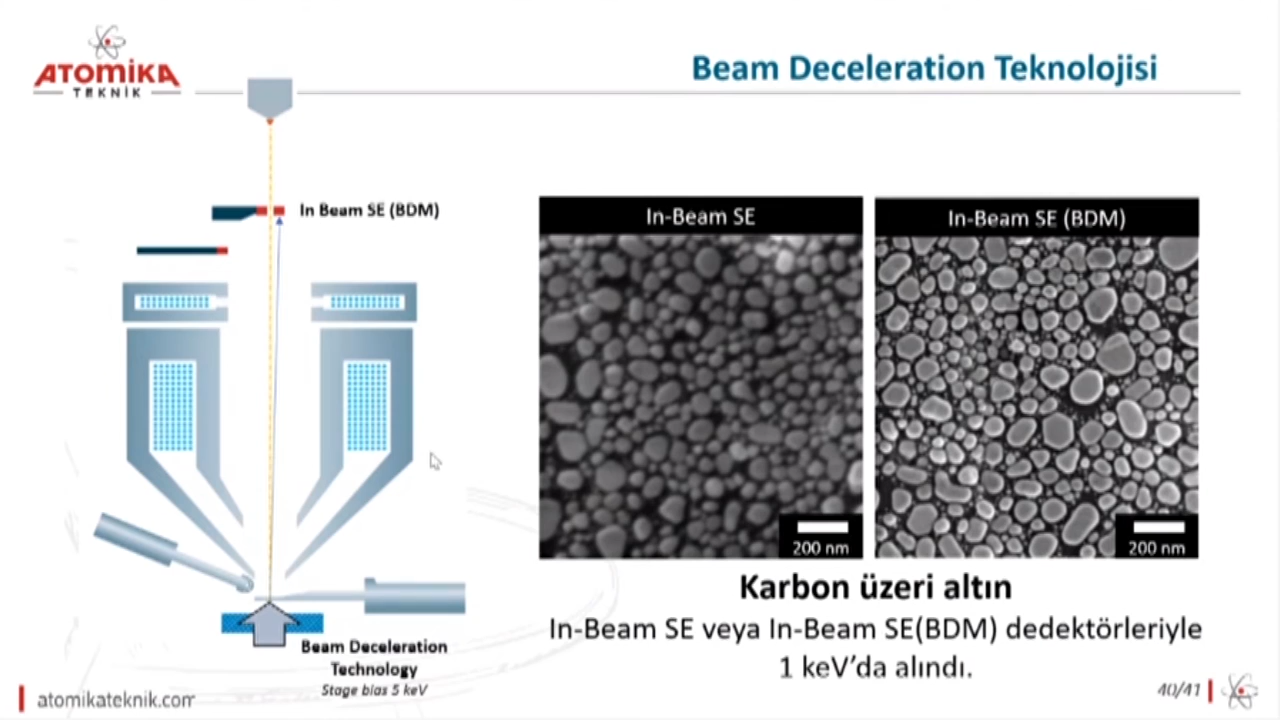 ATOMİKA
TEKNİK
Beam Deceleration Teknolojisi
In Beam SE (BDM)
In-Beam SE
In-Beam SE (BDM)
200 nm
200 nm
Karbon üzeri altın
In-Beam SE veya In-Beam SE(BDM) dedektörleriyle
1 keV’da alındı.
Beam Deceleration
Technology
Stage bias 5 keV
atomikateknik.com
40/41